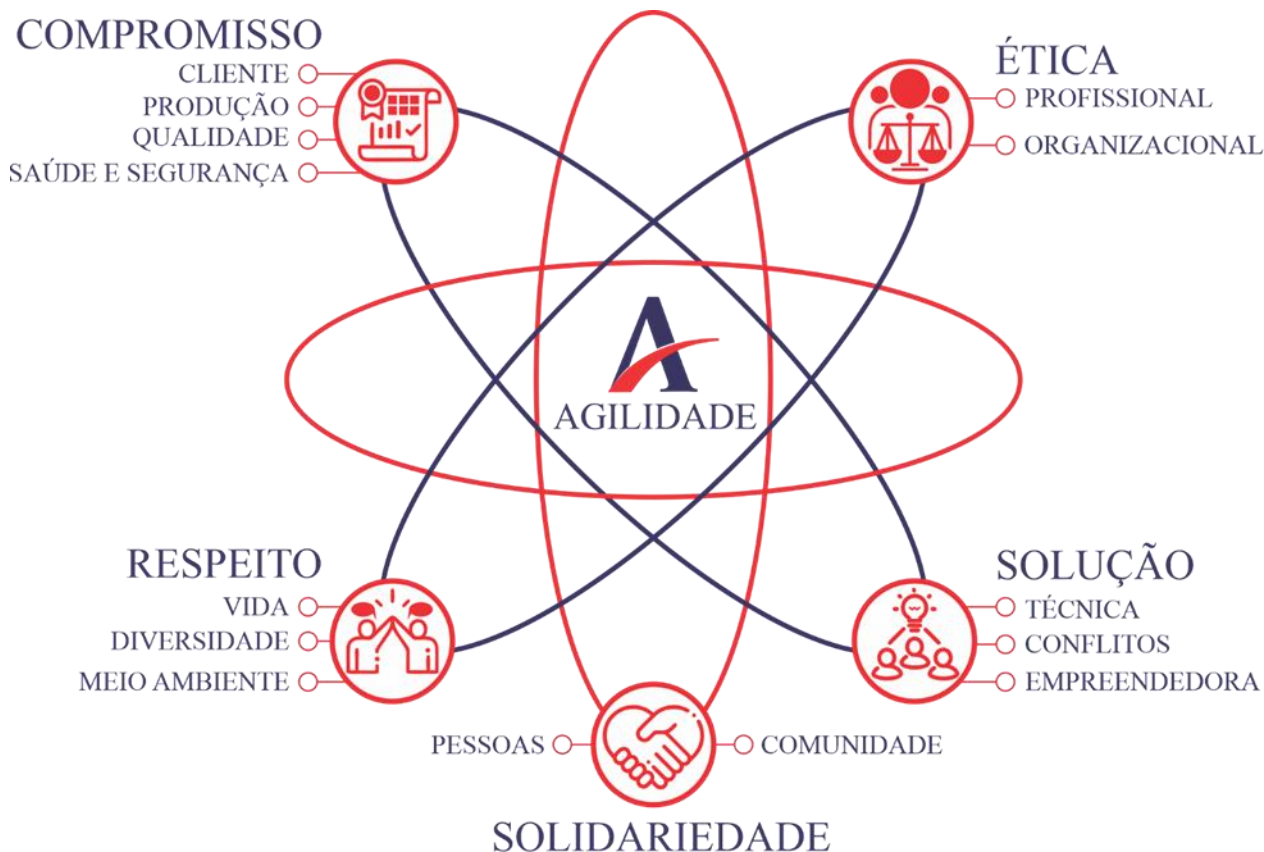 COMPROMISSO
CLIENTE
PRODUÇÃO
QUALIDADE
SAÚDE E SEGURANÇA
ÉTICA
PROFISSIONAL
ORGANIZACIONAL
A
AGILIDADE
RESPEITO
VIDA
DIVERSIDADE
MEIO AMBIENTE
SOLUÇÃO
TÉCNICA
CONFLITOS
EMPREENDEDORA
PESSOAS
COMUNIDADE
SOLIDARIEDADE